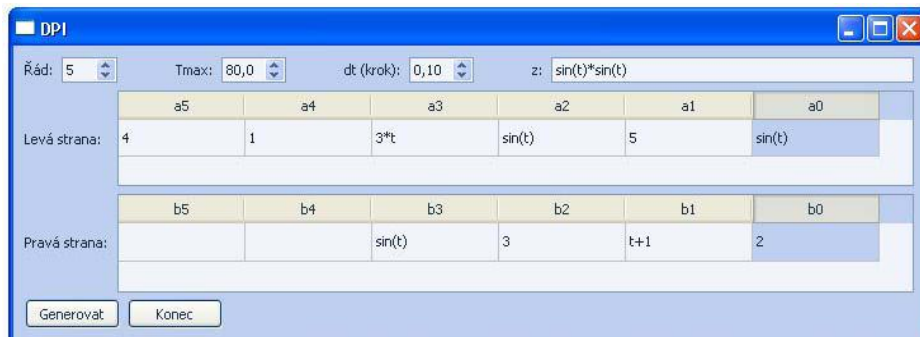 DPI
Řád: 5 Tmax: 80,0 dt (krok): 0,10 z: sin(t)*sin(t)
a5 a4 a3 a2 a1 a0
Levá strana: 4 1 3*t sin(t) 5 sin(t)
b5 b4 b3 b2 b1 b0
Pravá strana: sin(t) 3 t+1 2
Generovat Konec